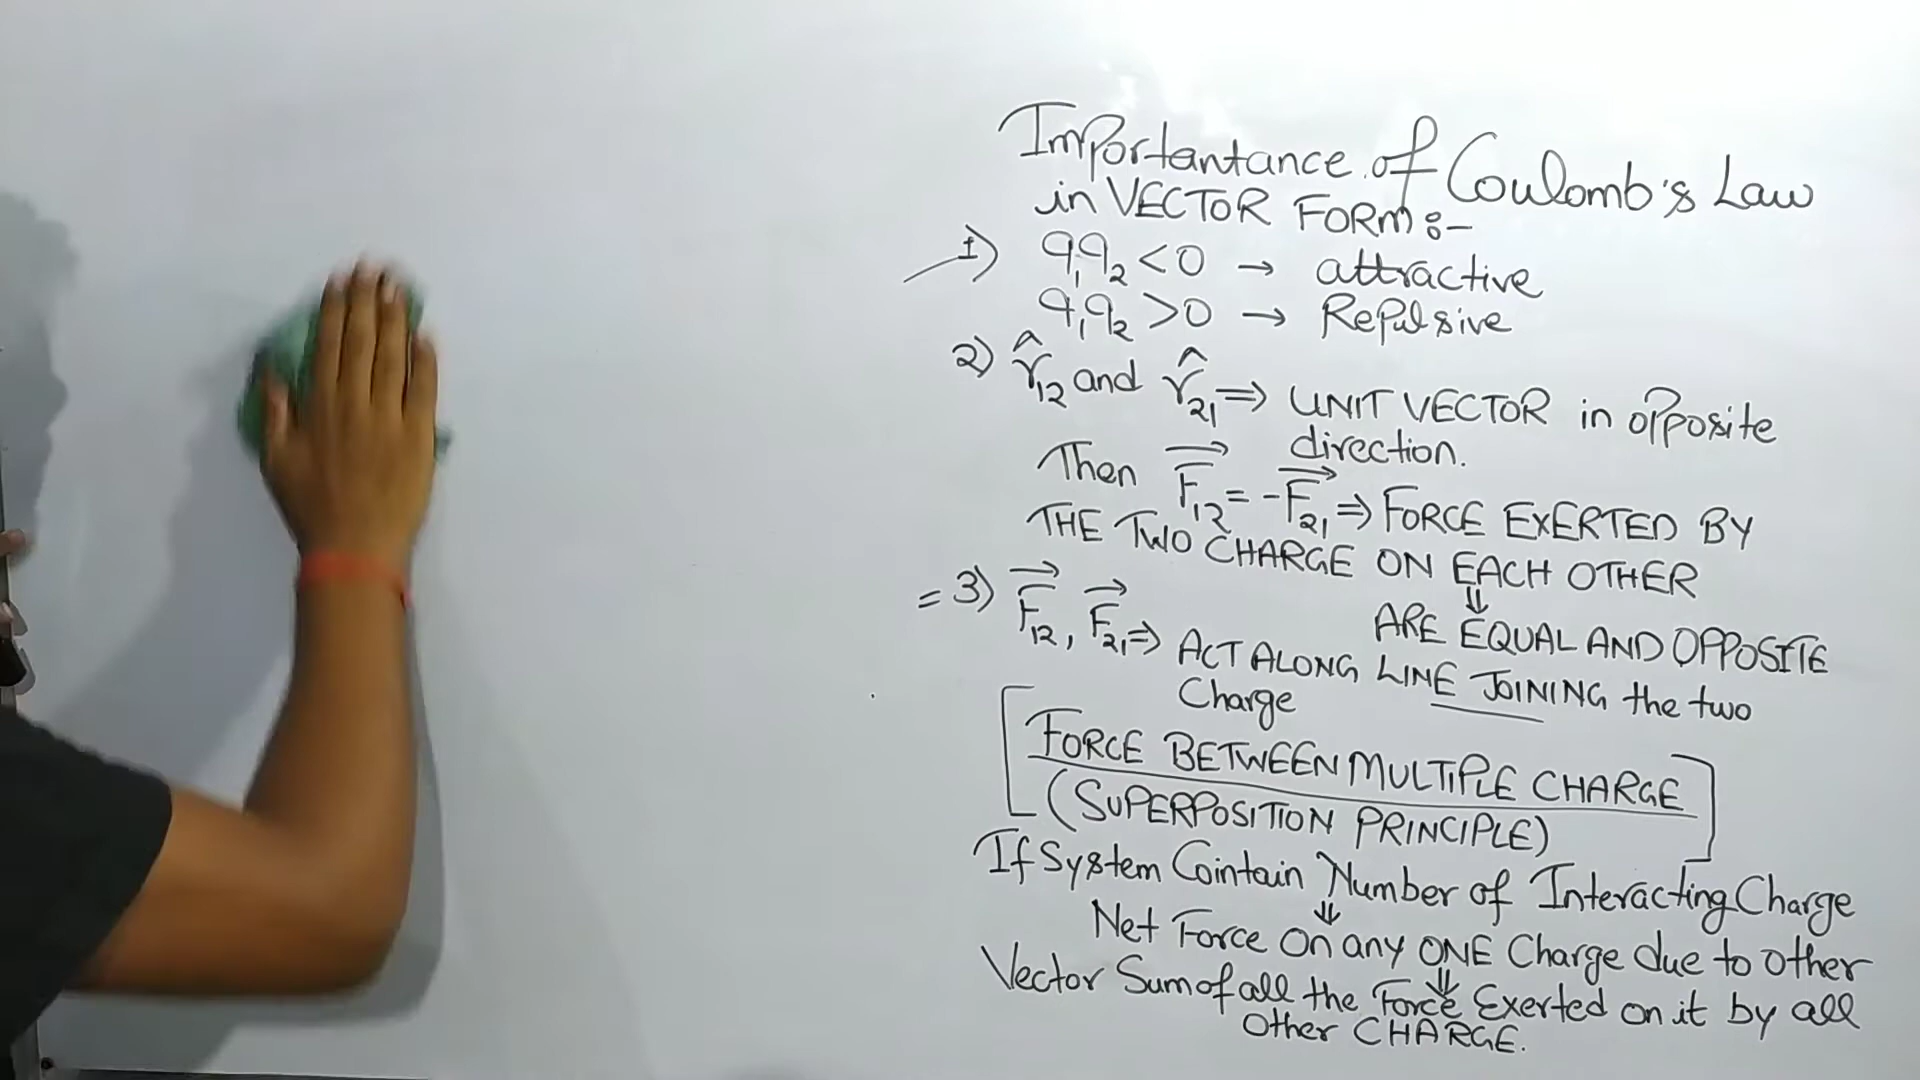 Importantance of Coulomb's Law
in VECTOR FORM:-
1) q₁q₂ < 0 → attractive
q₁q₂ > 0 → Repulsive
2) r̂₁₂ and r̂₂₁ ⇒ UNIT VECTOR in opposite
direction.
Then F⃗₁₂ = -F⃗₂₁ ⇒ FORCE EXERTED BY
THE TWO CHARGE ON EACH OTHER
⇓
ARE EQUAL AND OPPOSITE
= 3) F⃗₁₂, F⃗₂₁ ⇒ ACT ALONG LINE JOINING the two
Charge
[FORCE BETWEEN MULTIPLE CHARGE
(SUPERPOSITION PRINCIPLE)]
If System Cointain Number of Interacting Charge
⇓
Net Force On any ONE Charge due to other
⇓
Vector Sum of all the Force Exerted on it by all
Other CHARGE.